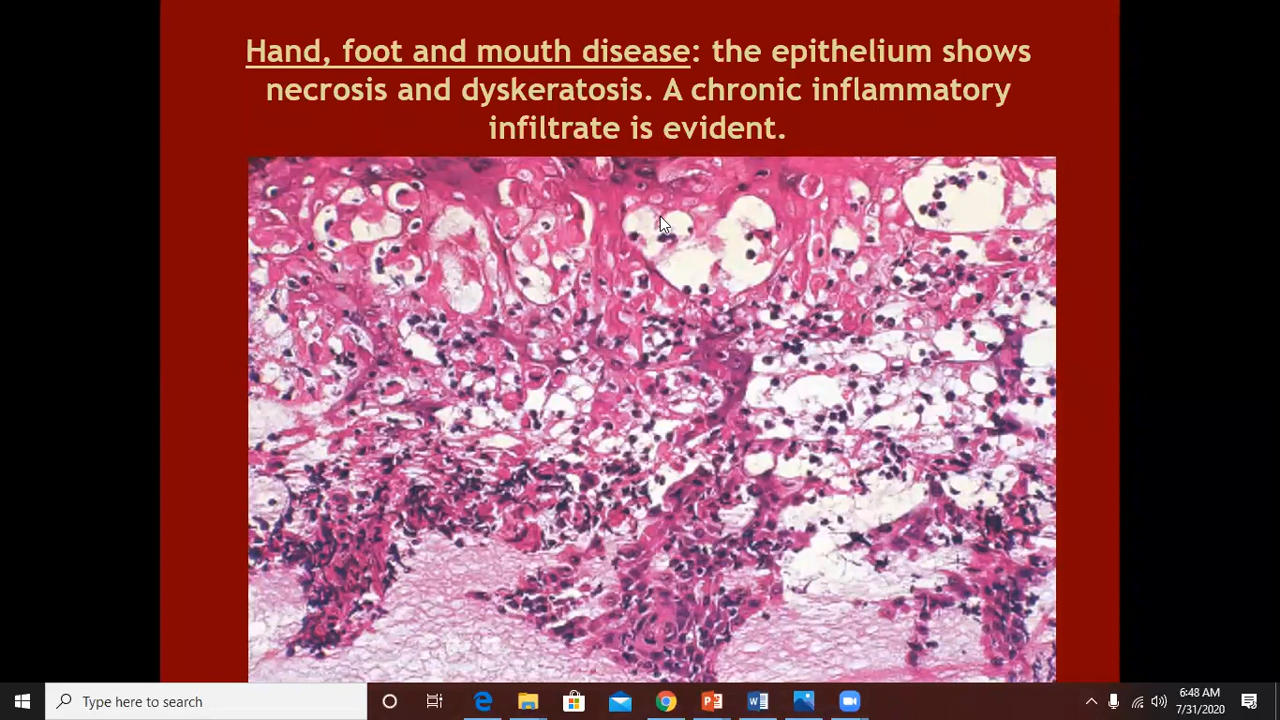 Hand, foot and mouth disease: the epithelium shows
necrosis and dyskeratosis. A chronic inflammatory
infiltrate is evident.
Type here to search
6:48 AM
7/31/2020